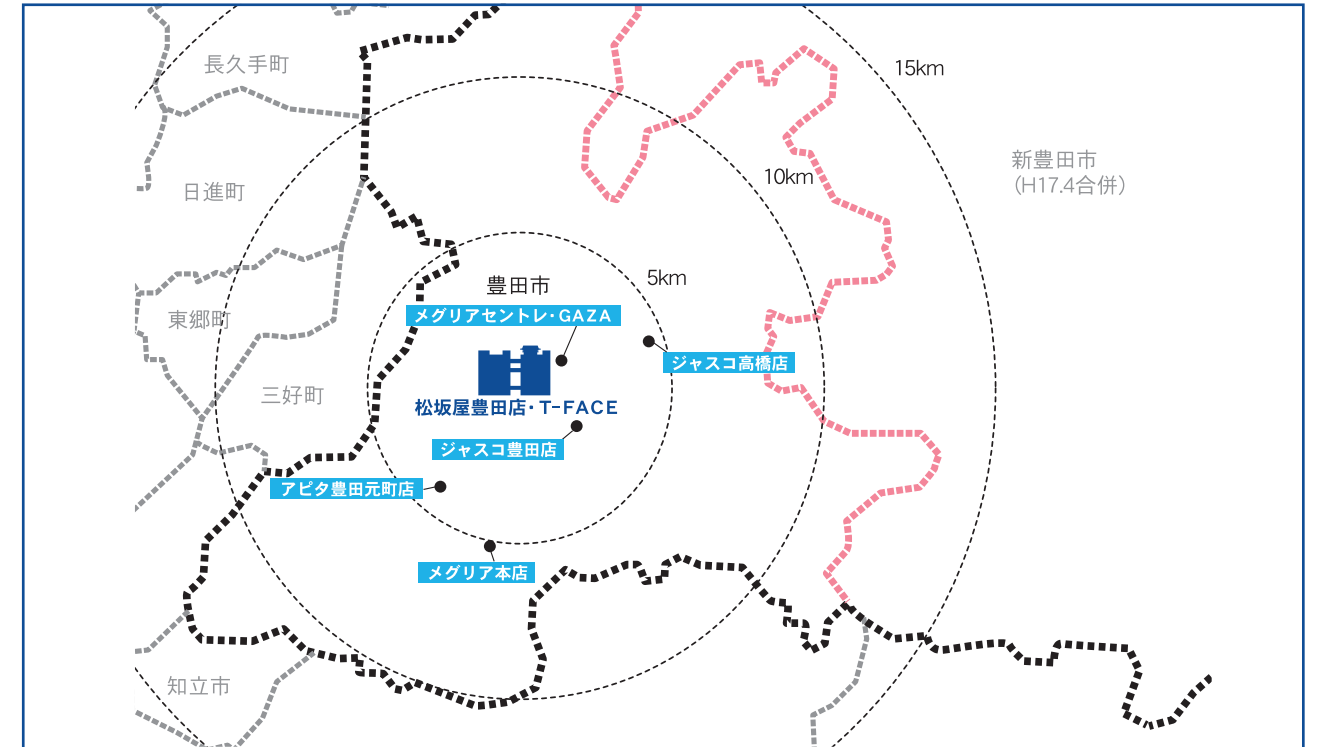 長久手町
15km
新豊田市
（H17.4合併）
10km
日進町
5km
豊田市
メグリアセントレ・GAZA
東郷町
ジャスコ高橋店
三好町
松坂屋豊田店・T-FACE
ジャスコ豊田店
アピタ豊田元町店
メグリア本店
知立市